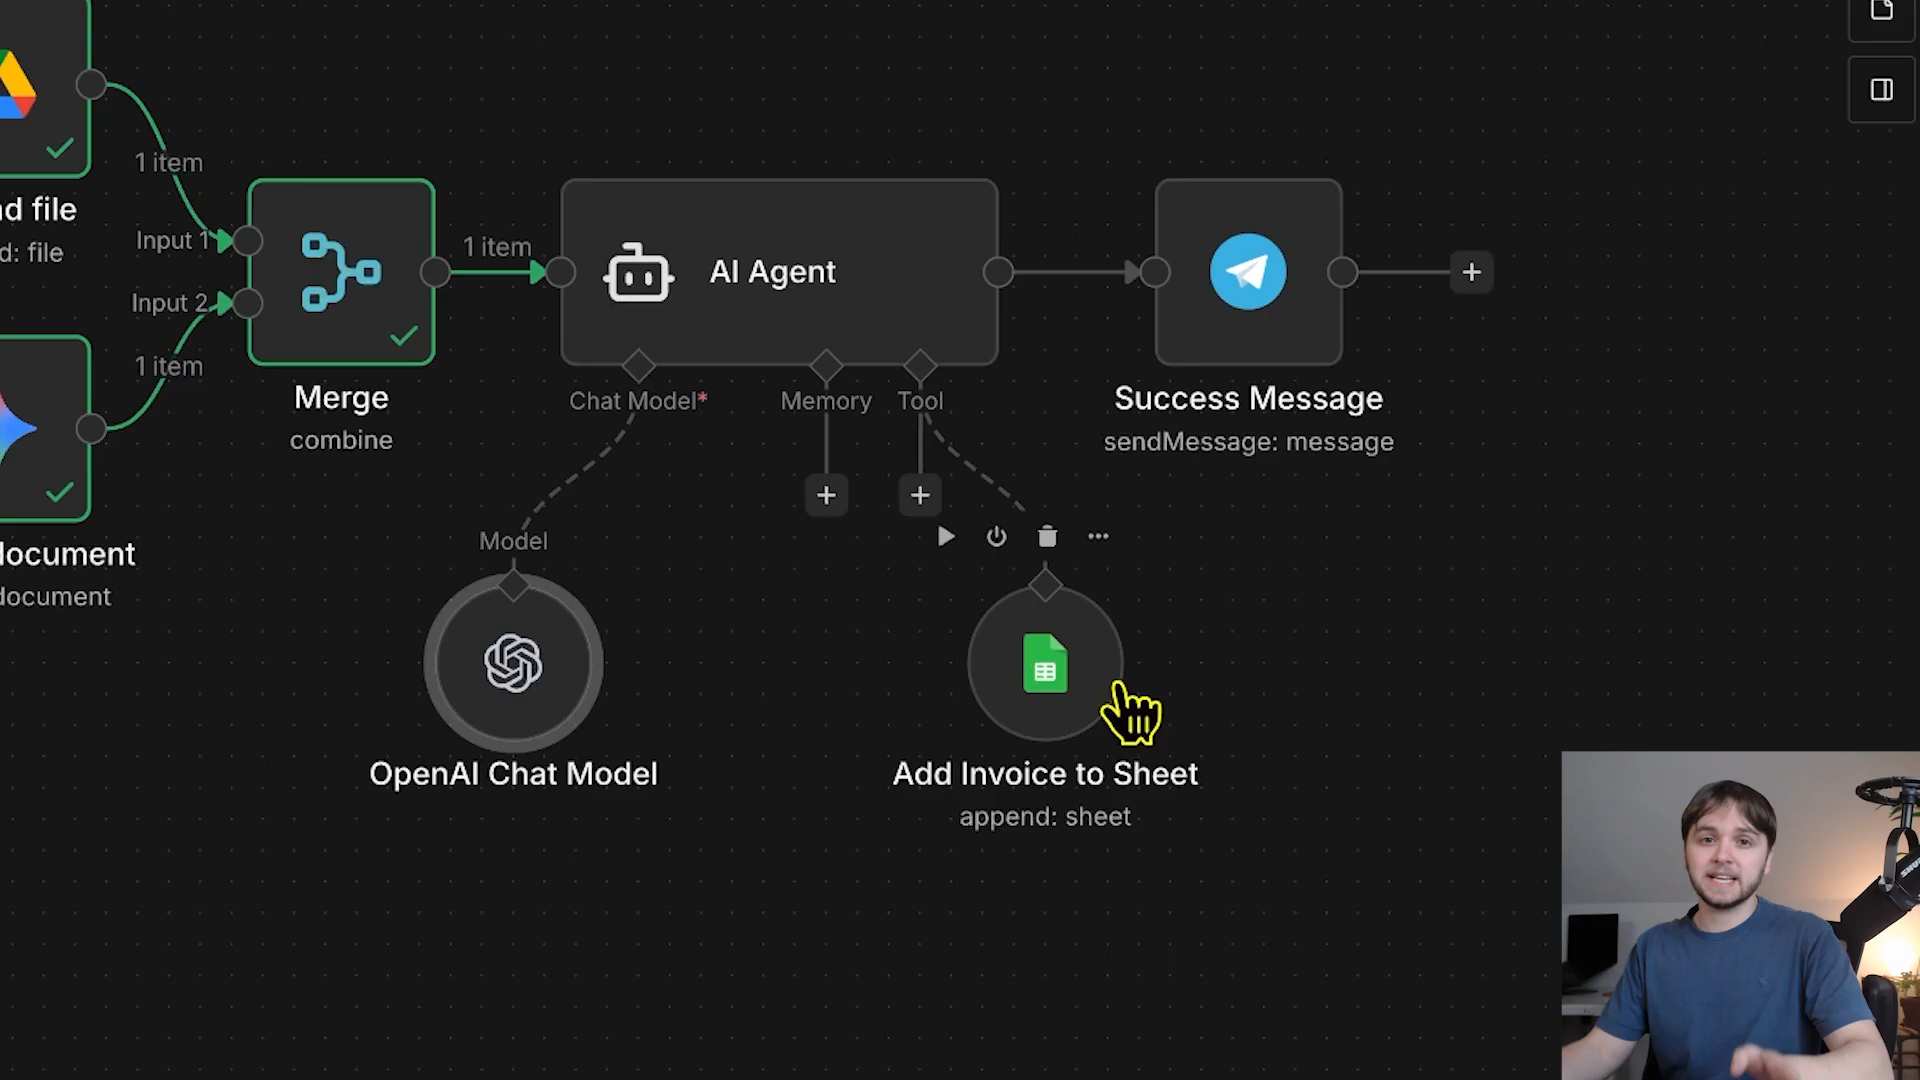 1 item
d file
d: file
Input 1
Input 2
1 item
ocument
ocument
Merge
combine
1 item
AI Agent
Chat Model*
Memory
Tool
Success Message
sendMessage: message
Model
OpenAI Chat Model
Add Invoice to Sheet
append: sheet